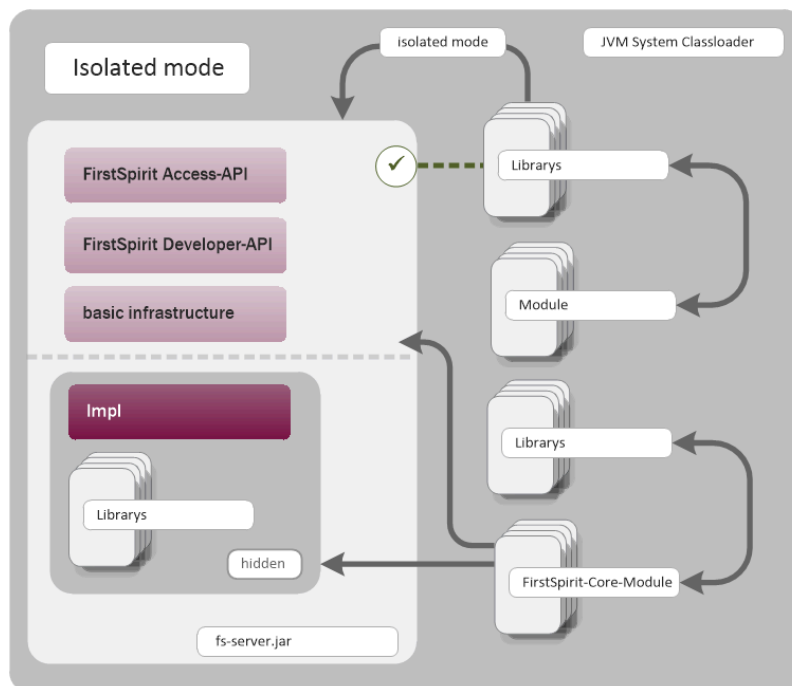 Isolated mode
isolated mode
JVM System Classloader
FirstSpirit Access-API
Librarys
FirstSpirit Developer-API
basic infrastructure
Module
Impl
Librarys
Librarys
hidden
FirstSpirit-Core-Module
fs-server.jar